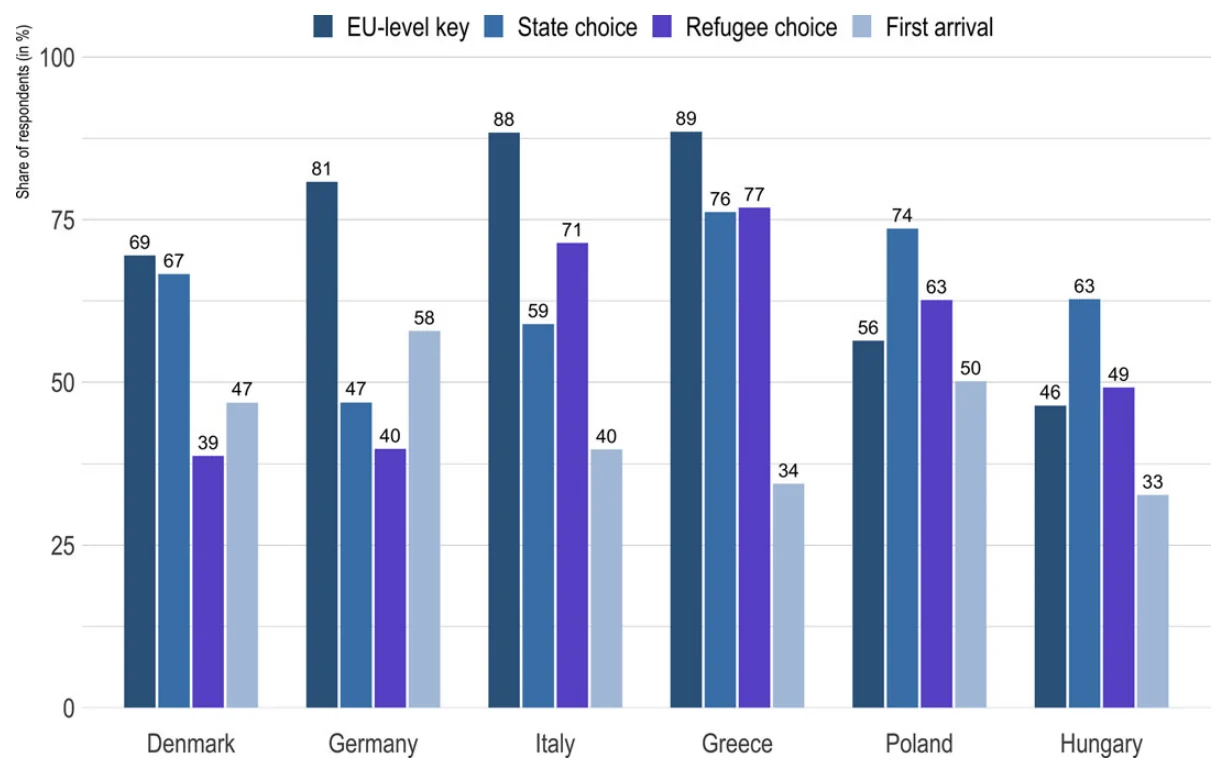 EU-level key State choice Refugee choice First arrival
Share of respondents (in %)
100
75
50
25
0
69 67 39 47
81 47 40 58
88 59 71 40
89 76 77 34
56 74 63 50
46 63 49 33
Denmark Germany Italy Greece Poland Hungary